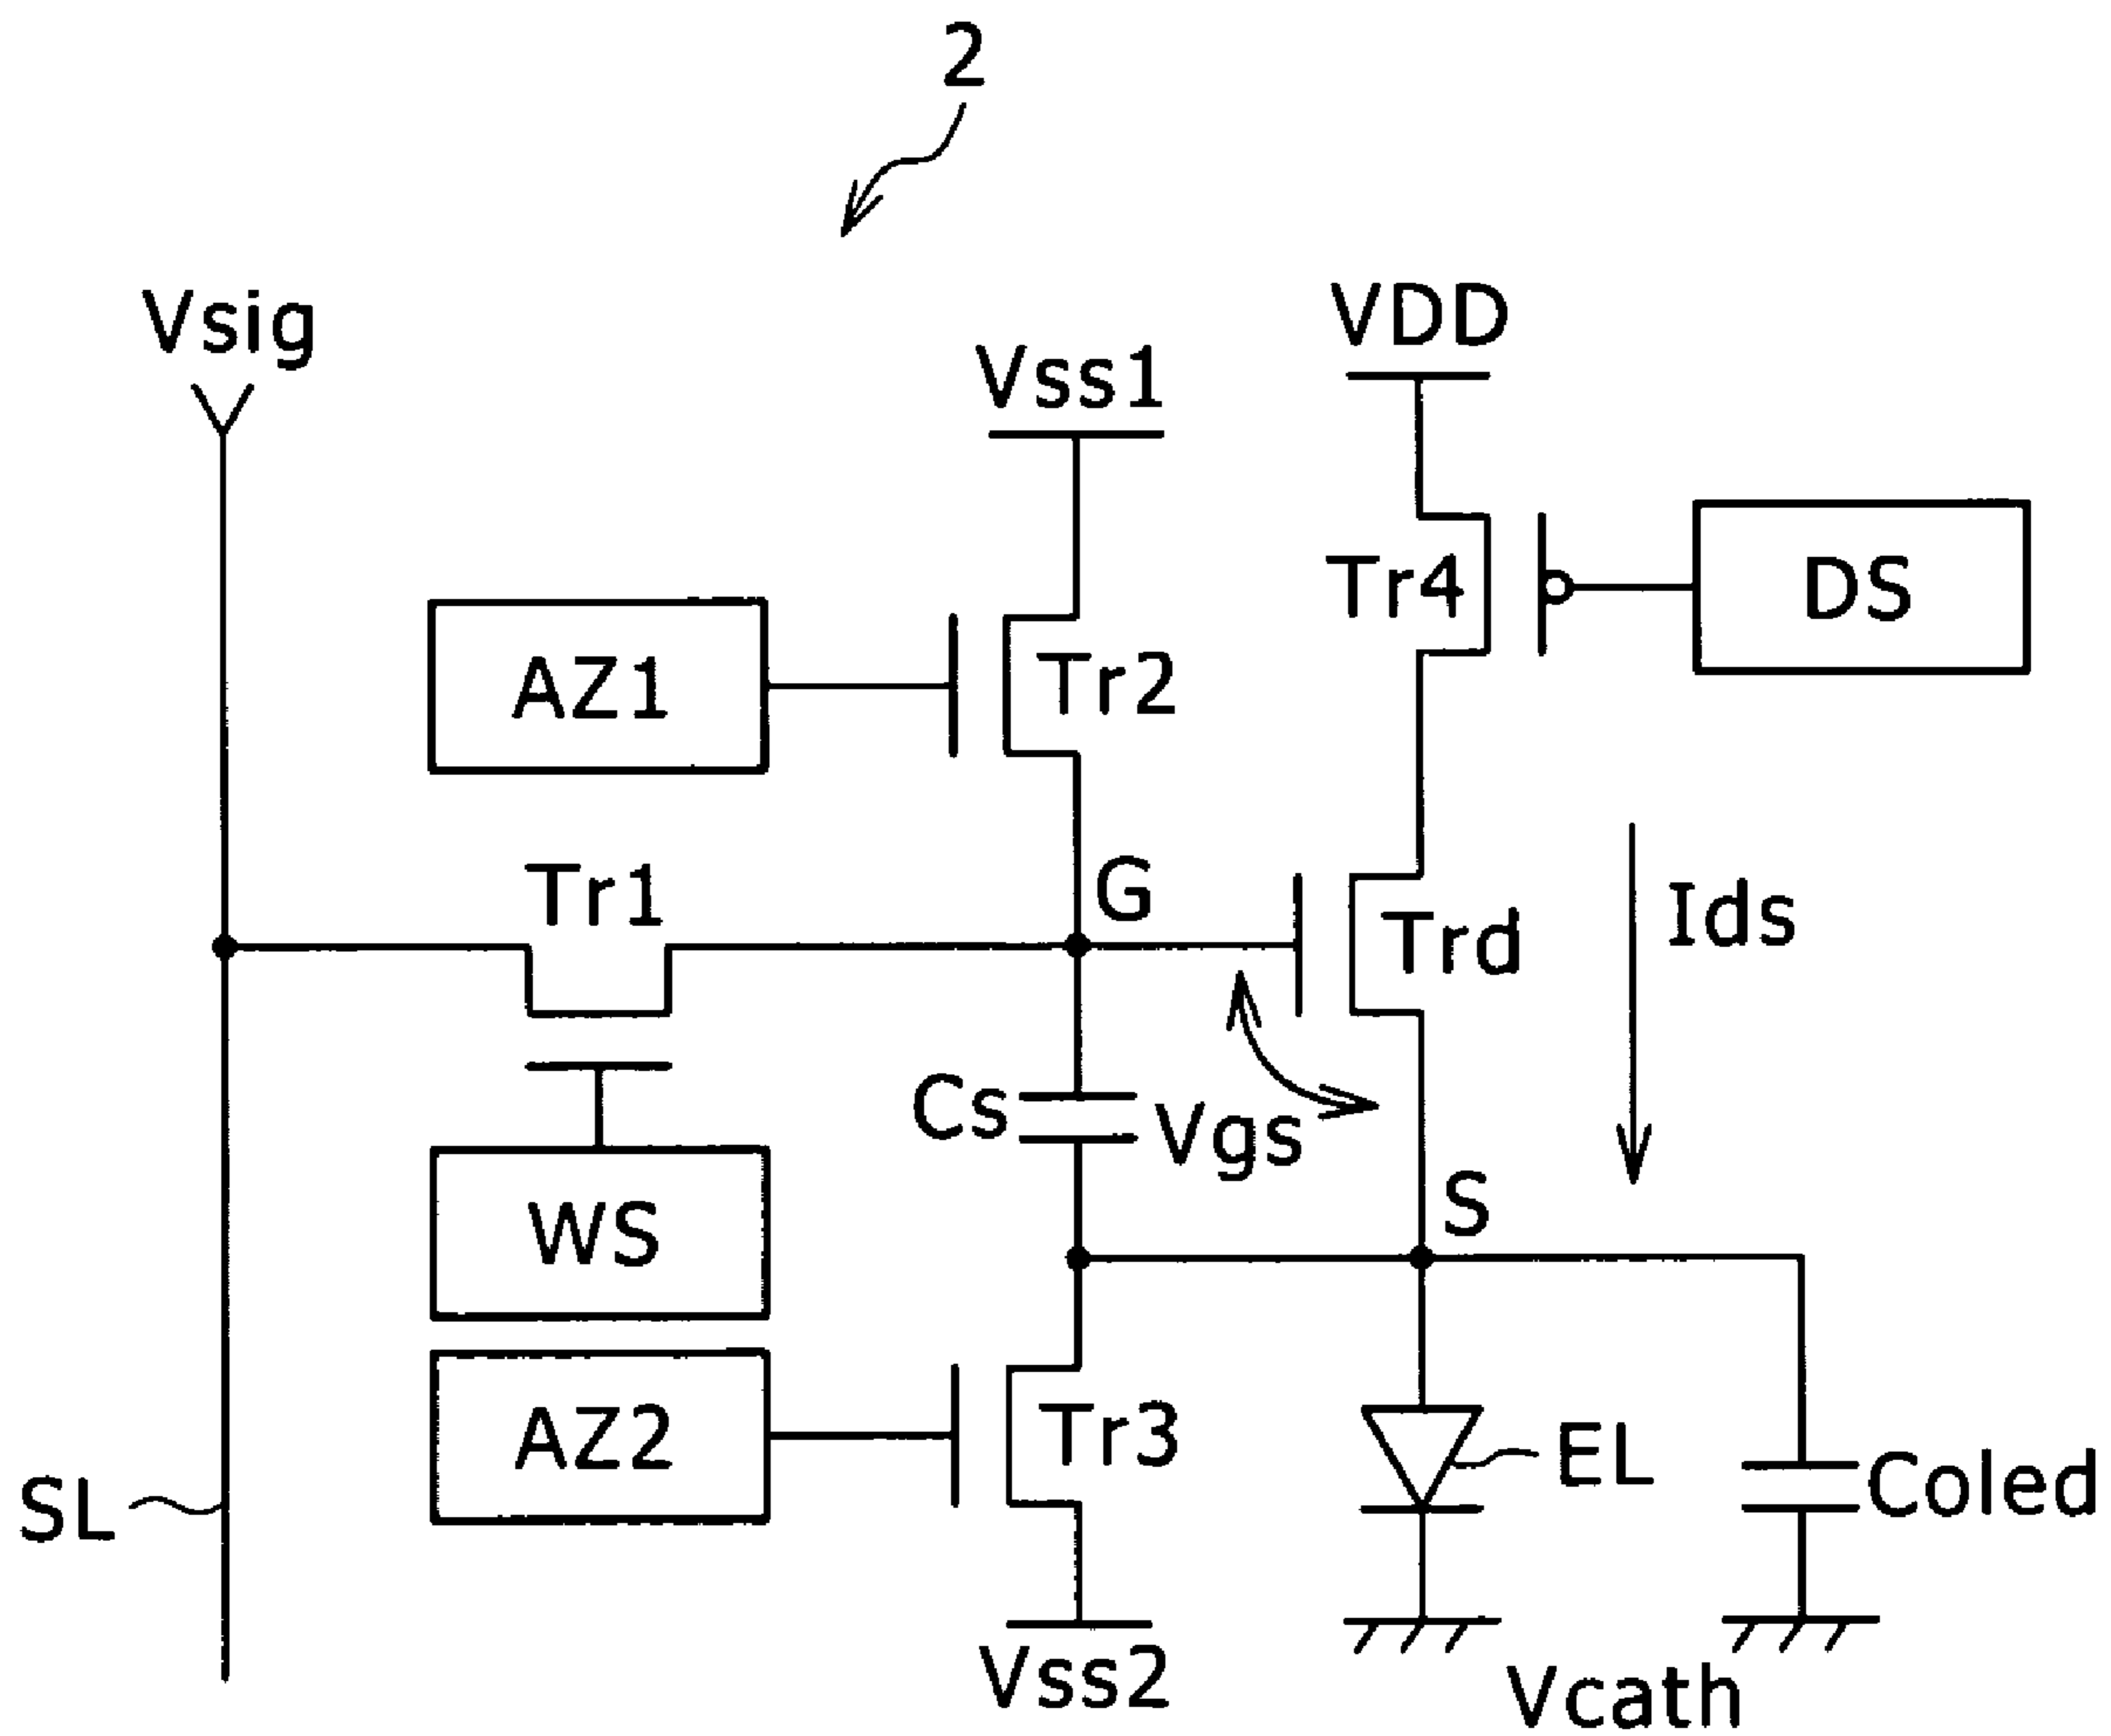 2
Vsig
VDD
Vss1
Tr4
DS
AZ1
Tr2
Tr1
G
Trd
Ids
Cs
Vgs
WS
S
AZ2
Tr3
EL
Coled
SL
Vss2
Vcath